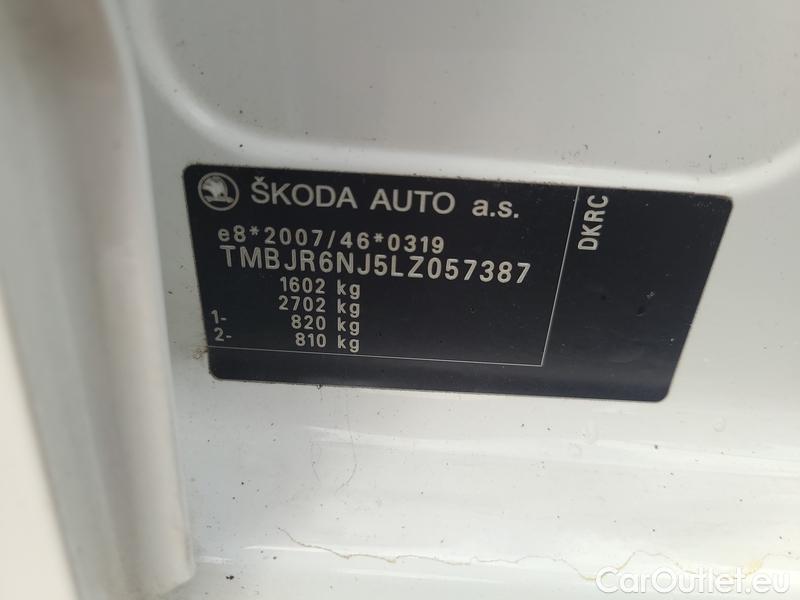 ŠKODA AUTO a.s.
e8*2007/46*0319
TMBJR6NJ5LZ057387
1602 kg
2702 kg
1- 820 kg
2- 810 kg
DKRC
CarOutlet.eu